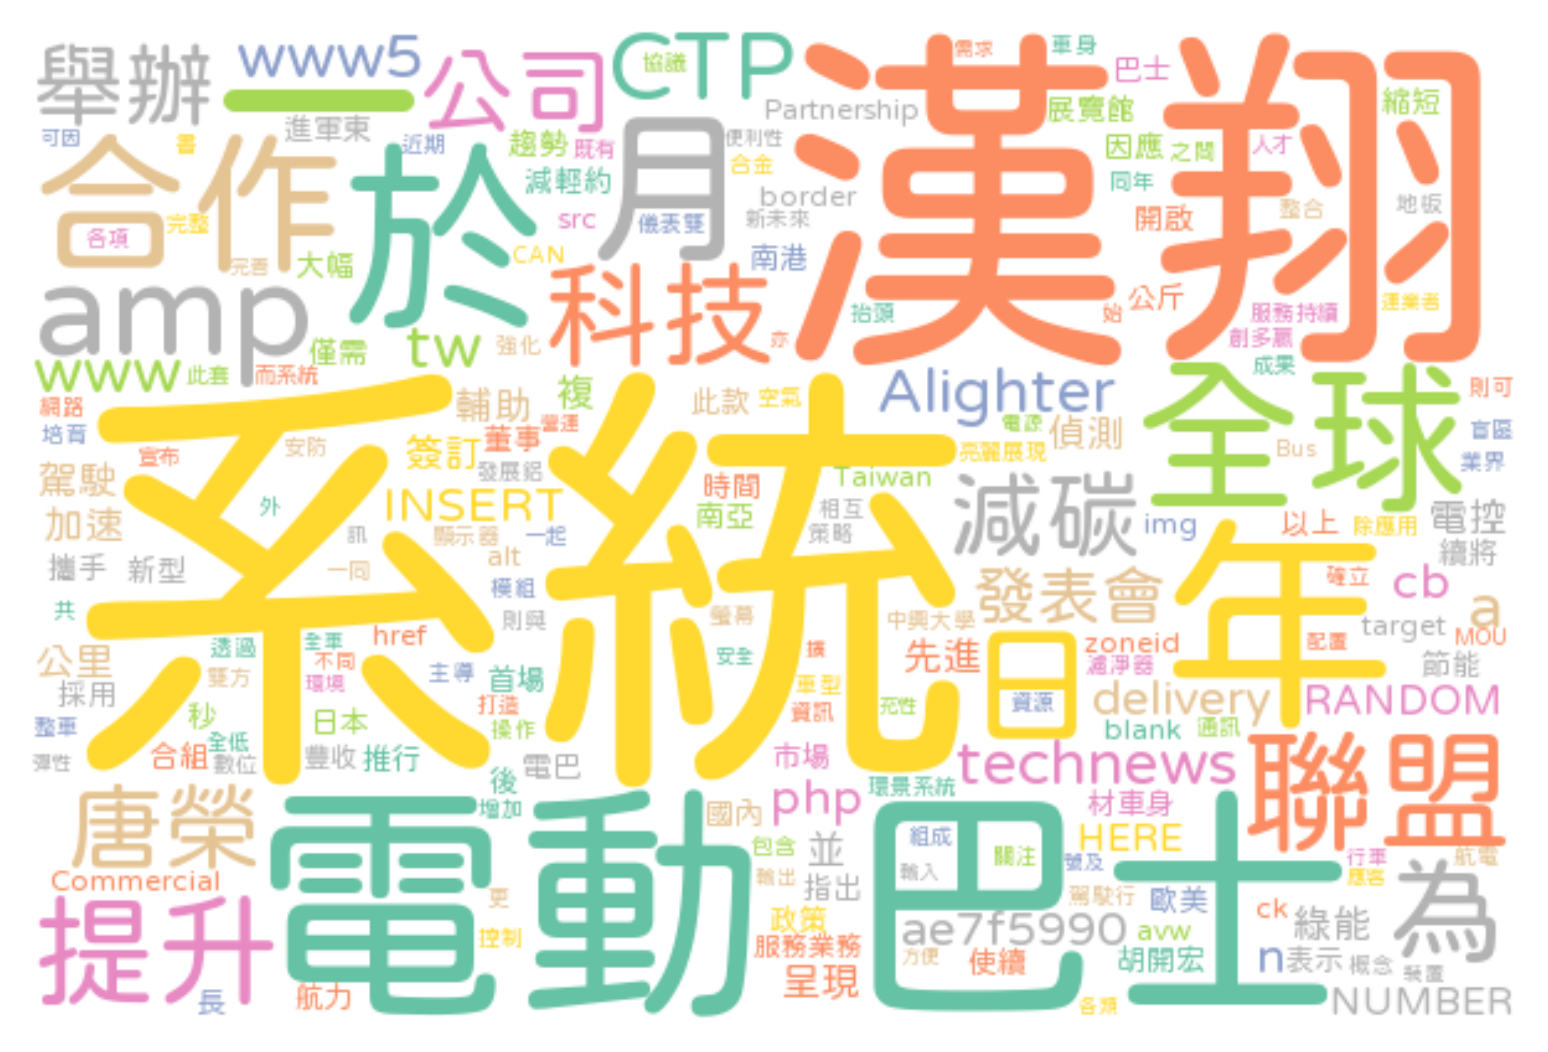 舉辦
www5
一
公司
CTP
協議
漢翔
需求
車身
巴士
Partnership
展覽館
縮短
可因
書
進軍東
近期
趨勢
既有
月
便利性
合金
因應
之間
人才
合作
於
減輕約
同年
border
新未來
開啟
整合
地板
各項
完整
src
儀表雙
完善
大幅
CAN
南港
amp
科技
抬頭
始
公斤
服務
持續
運業者
創多贏
亦
tw
強化
僅需
www
此套
而系統
成果
全球
則可
網路
系統
輔助
複
此款
空氣
Alighter
培育
宣布
安防
簽訂
董事
營運
電源
偵測
亮麗展現
Bus
盲區
業界
駕駛
發展鋁
時間
Taiwan
減碳
加速
外
INSERT
南亞
相互
策略
img
以上
除應用
電控
續將
訊
顯示器
一起
攜手
新型
一同
alt
模組
發表會
年
確立
cb
a
共
則與
螢幕
中興大學
target
MOU
透過
全車
href
安全
擴
先進
日
zoneid
濾淨器
配置
節能
公里
雙方
不同
環境
主導
首場
車型
採用
打造
資訊
充性
資源
delivery
RANDOM
整車
秒
日本
操作
blank
通訊
彈性
合組
全低
數位
豐收
推行
電巴
市場
technews
聯盟
後
增加
環景系統
唐榮
電動巴士
國內
php
材車身
包含
並
組成
關注
HERE
號及
行車
航電
應客
Commercial
輸出
指出
輸入
駕駛行
歐美
為
提升
更
控制
政策
ae7f5990
avw
ck
綠能
服務業務
方便
使續
胡開宏
n
表示
概念
裝置
長
航力
呈現
各類
NUMBER